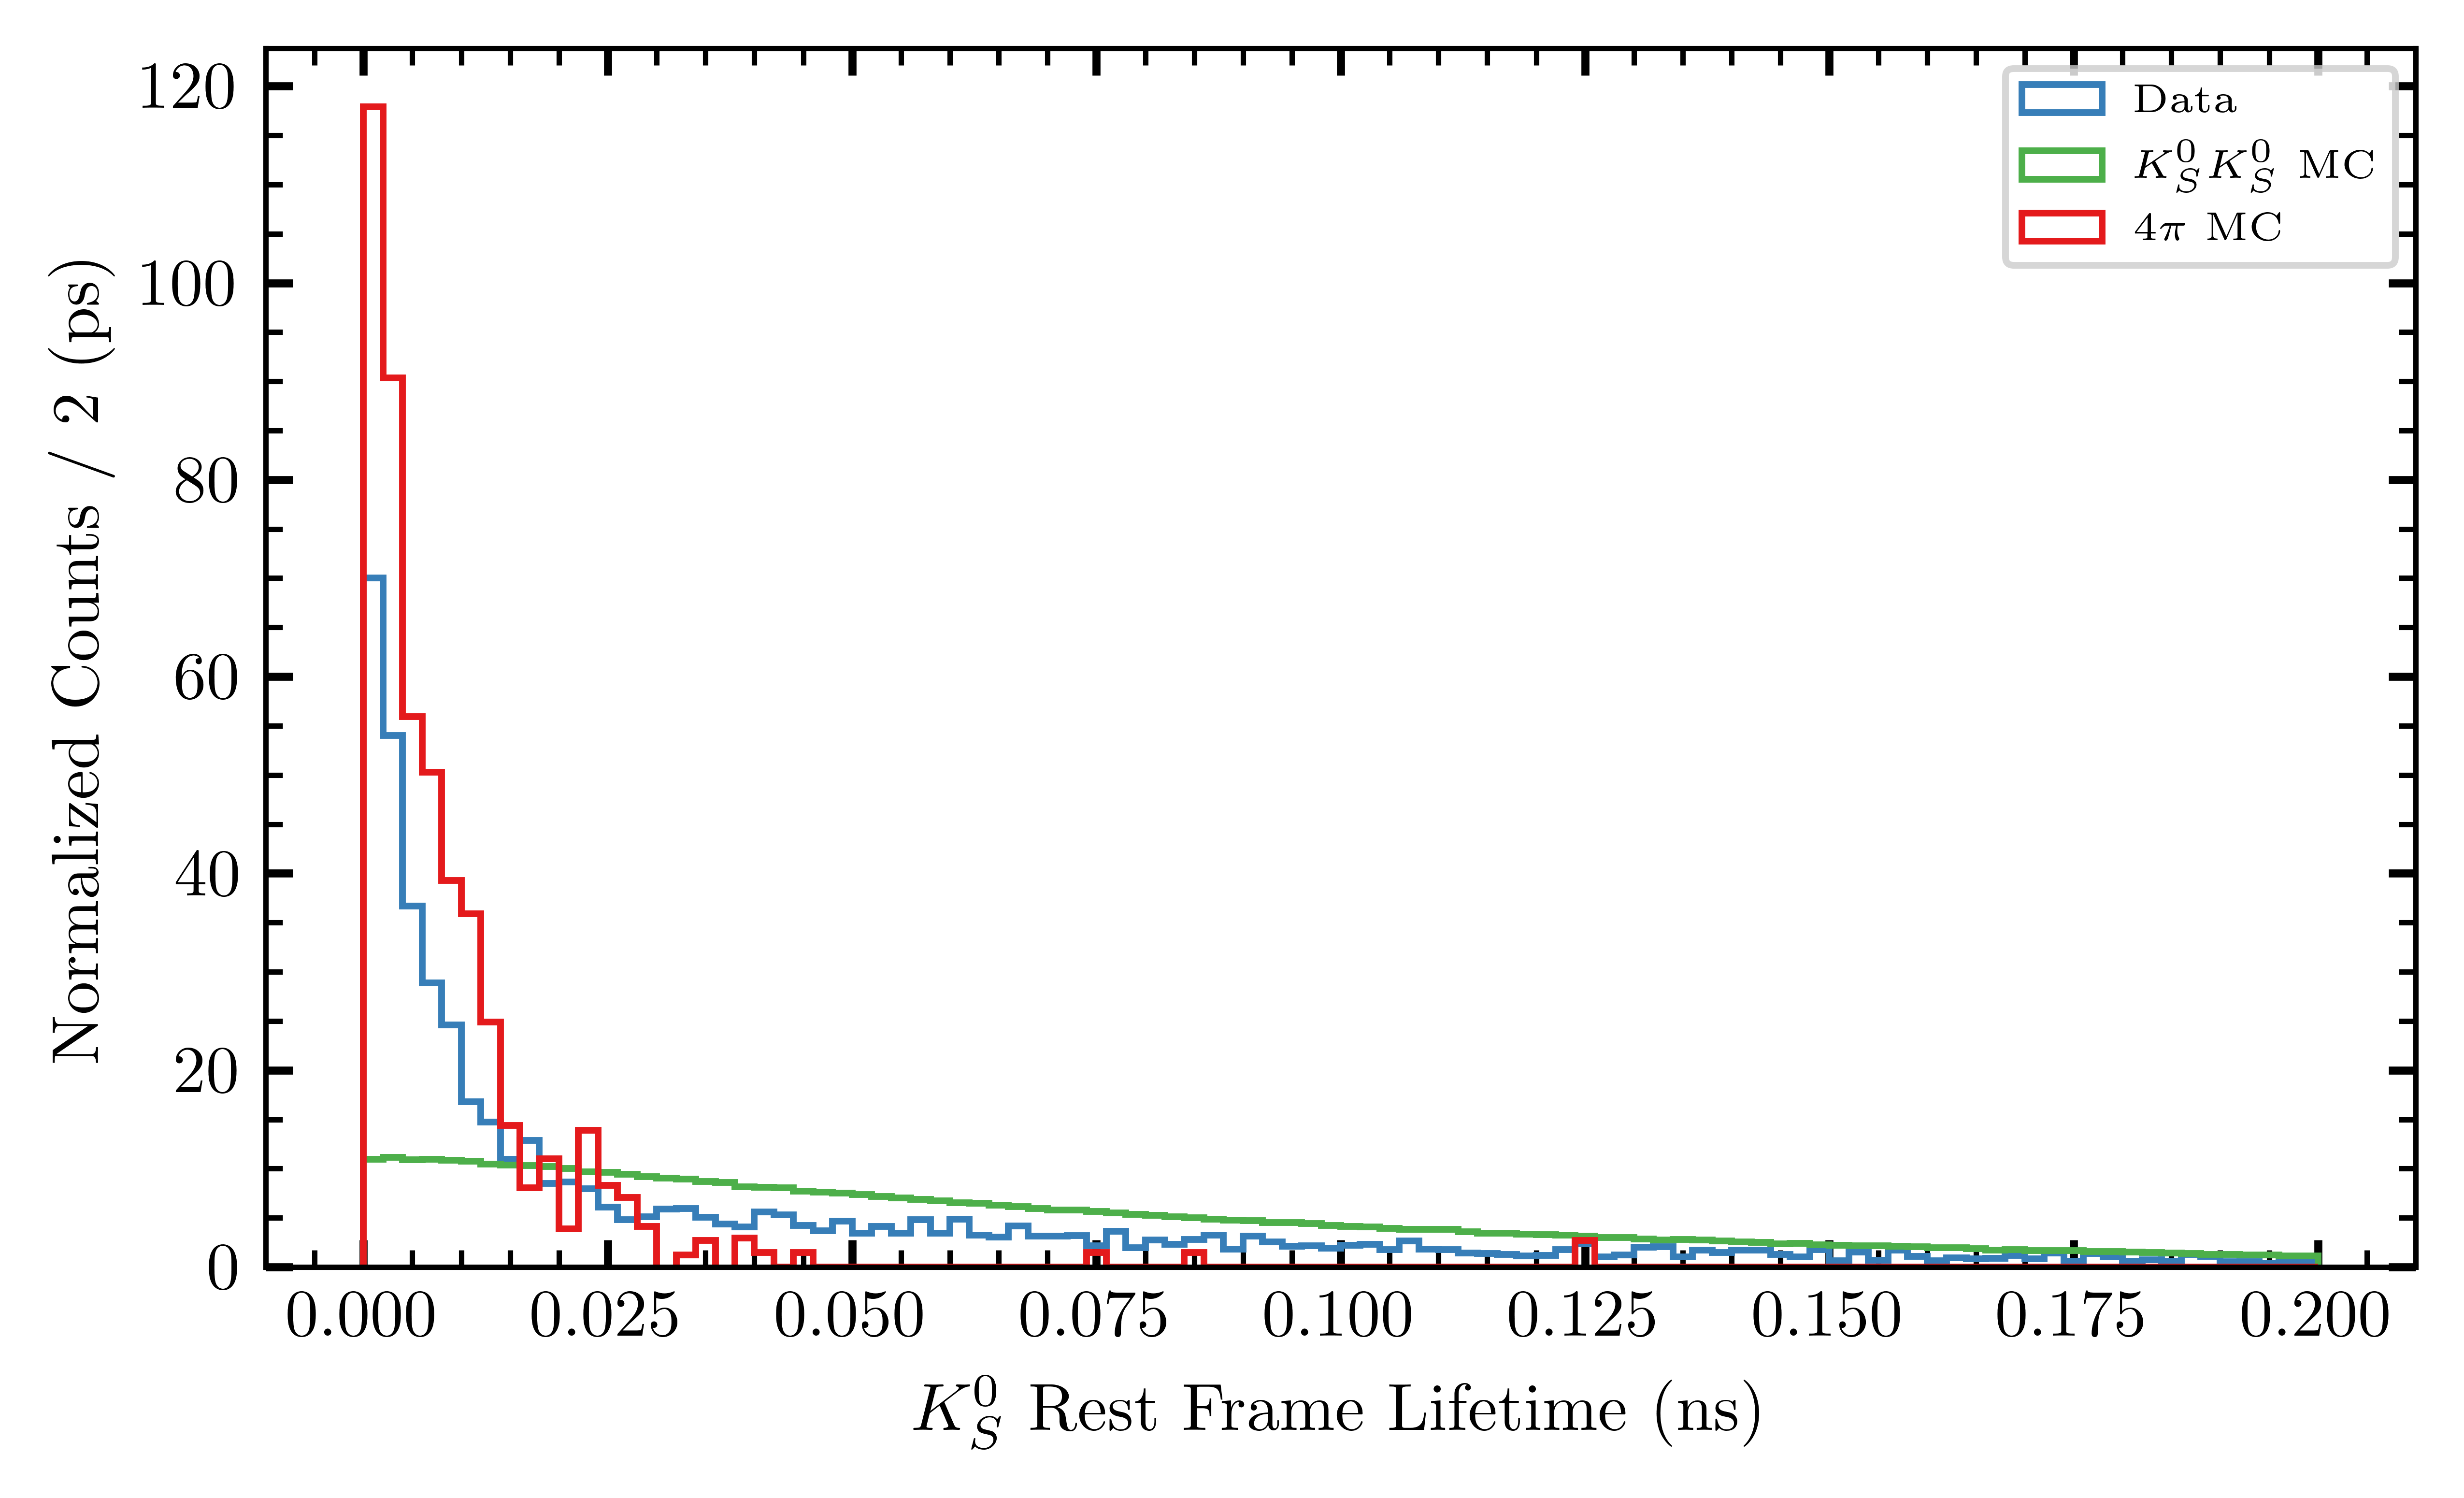 Normalized Counts / 2 (ps)
120
100
80
60
40
20
0
Data
$K_S^0 K_S^0$ MC
4π MC
0.000 0.025 0.050 0.075 0.100 0.125 0.150 0.175 0.200
$K_S^0$ Rest Frame Lifetime (ns)